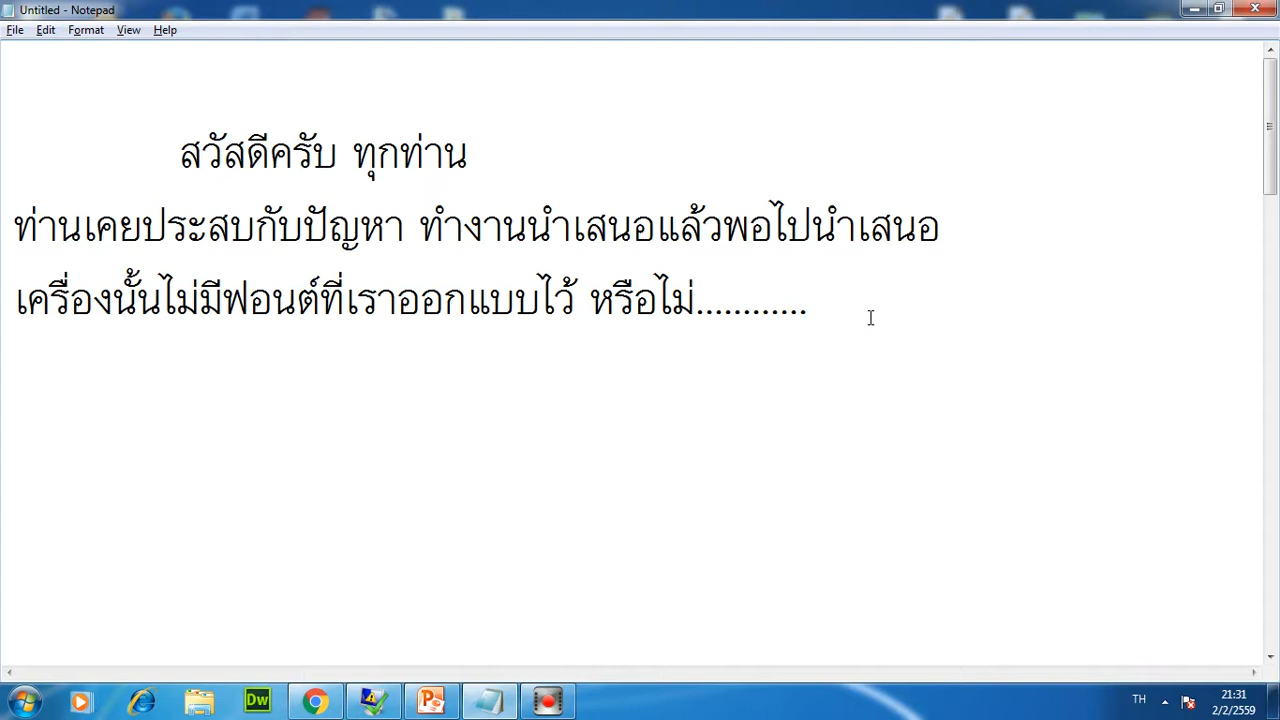 Untitled - Notepad
File Edit Format View Help
สวัสดีครับ ทุกท่าน
ท่านเคยประสบกับปัญหา ทำงานนำเสนอแล้วพอไปนำเสนอ
เครื่องนั้นไม่มีฟอนต์ที่เราออกแบบไว้ หรือไม่............
Dw
TH
21:31
2/2/2559